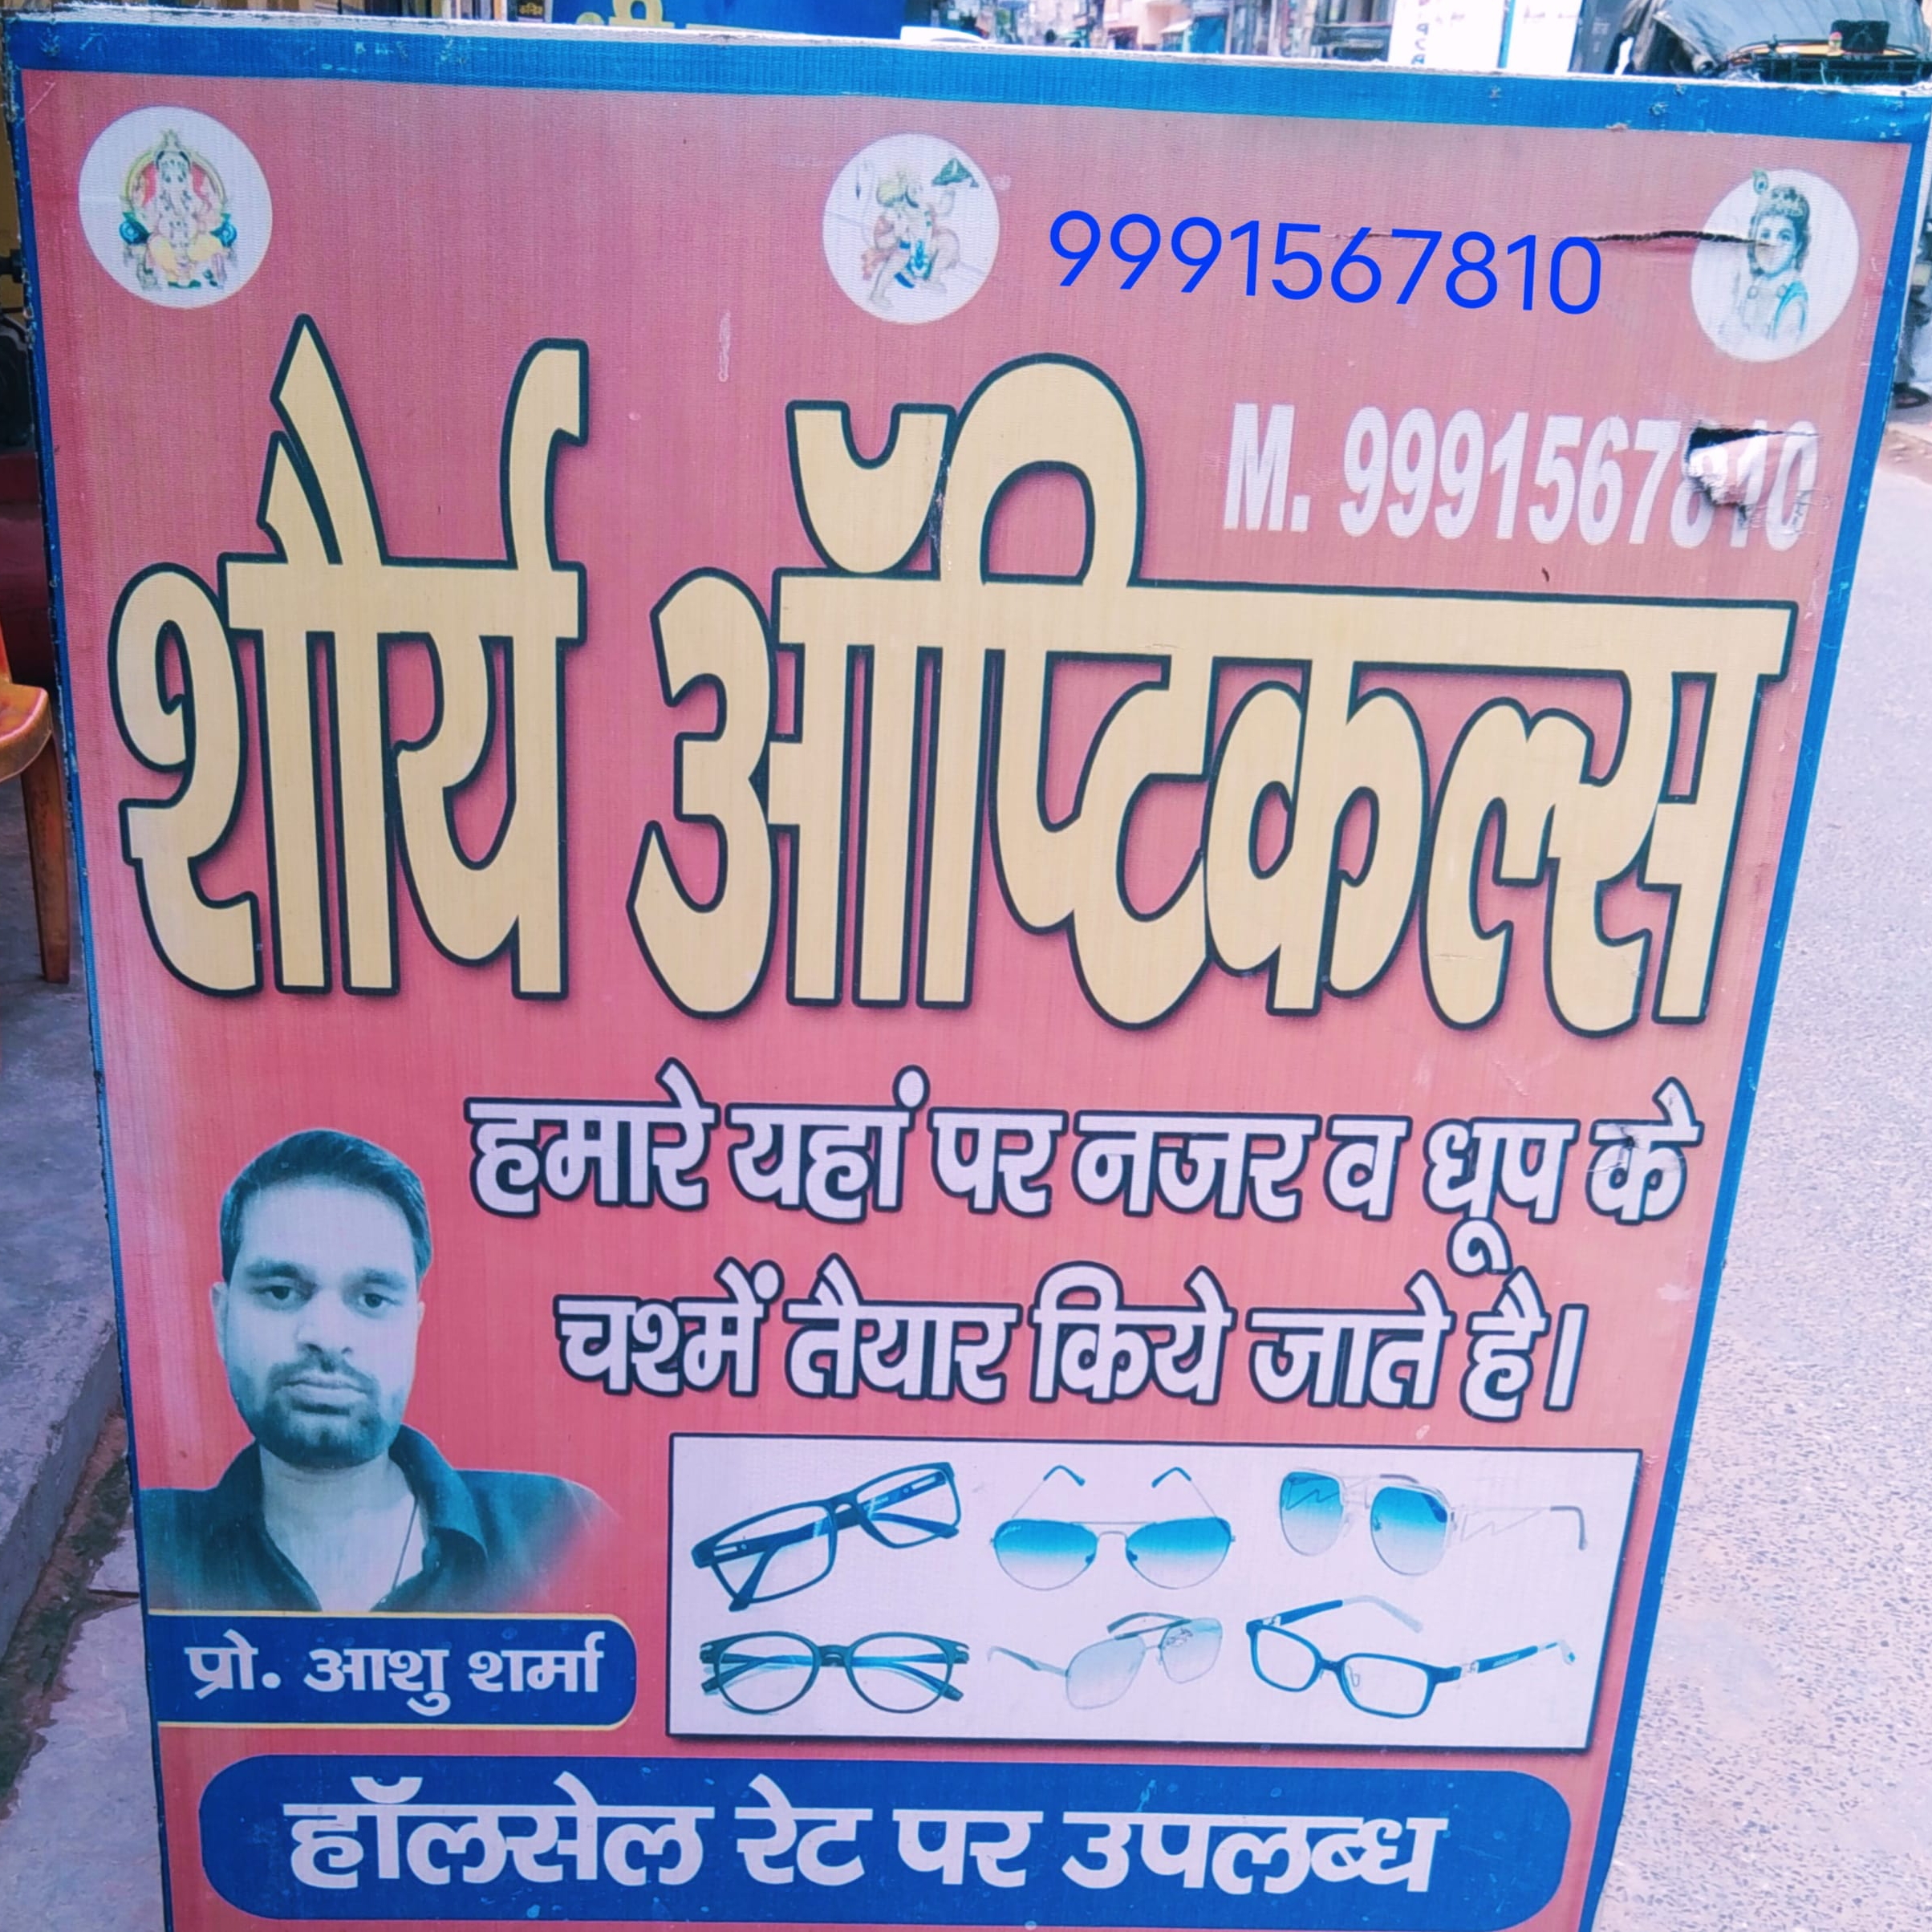 9991567810
M. 9991567810
शौर्य ऑप्टिकल्स
हमारे यहां पर नजर व धूप के
चश्में तैयार किये जाते है।
प्रो. आशु शर्मा
हॉलसेल रेट पर उपलब्ध